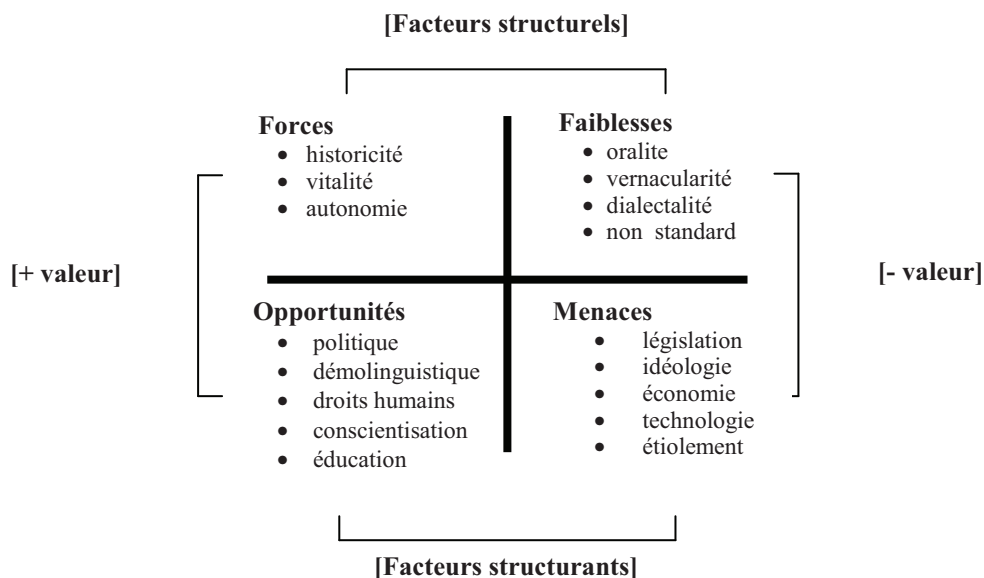 [Facteurs structurels]
Forces
• historicité
• vitalité
• autonomie
Faiblesses
• oralite
• vernacularité
• dialectalité
• non standard
[+ valeur]
[- valeur]
Opportunités
• politique
• démolinguistique
• droits humains
• conscientisation
• éducation
Menaces
• législation
• idéologie
• économie
• technologie
• étiolement
[Facteurs structurants]